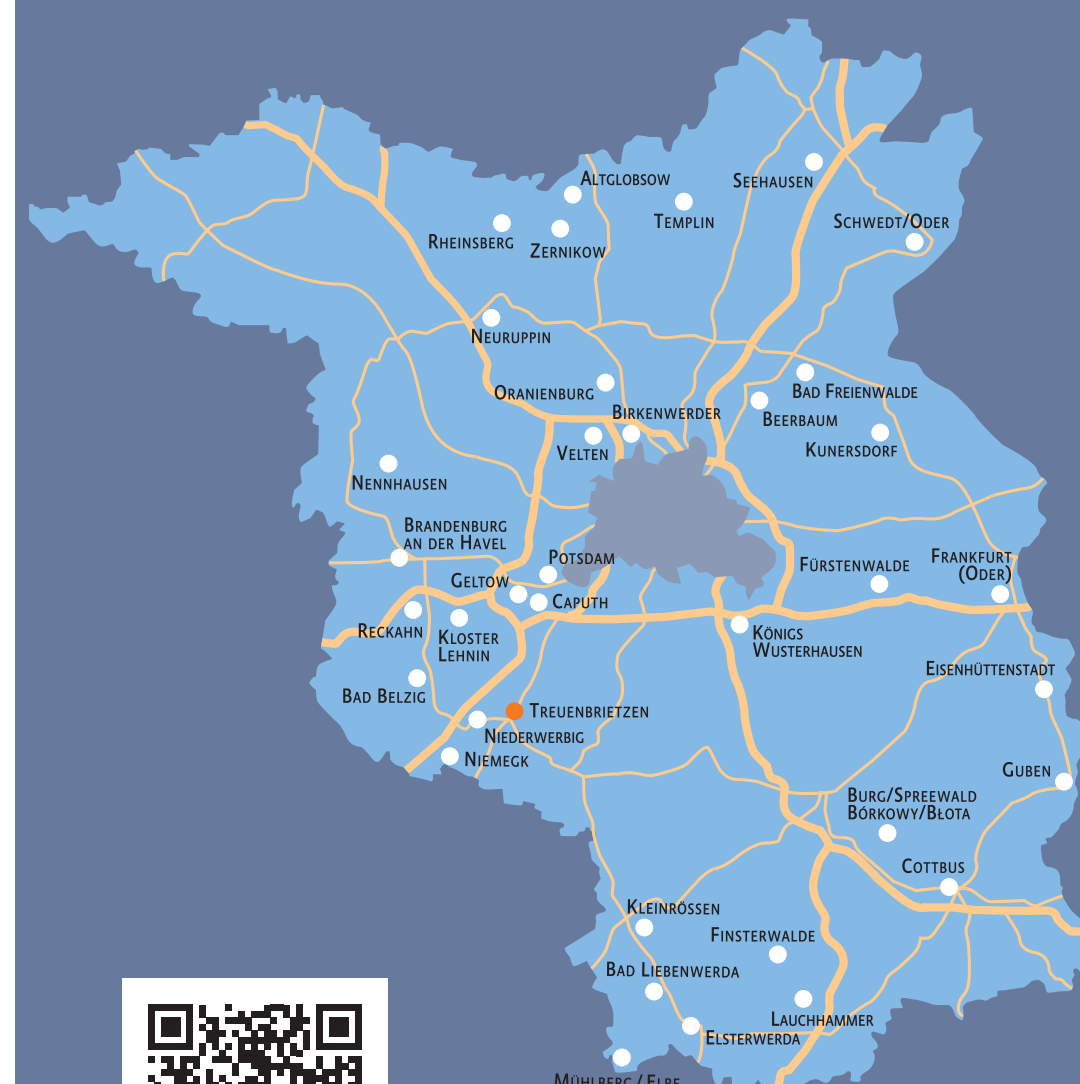 Altglobsow
Seehausen
Templin
Schwedt/Oder
Rheinsberg
Zernikow
Neuruppin
Oranienburg
Bad Freienwalde
Birkenwerder
Beerbaum
Velten
Kunersdorf
Nennhausen
Brandenburg
an der Havel
Potsdam
Fürstenwalde
Frankfurt
(Oder)
Geltow
Caputh
Reckahn
Kloster
Lehnin
Königs
Wusterhausen
Eisenhüttenstadt
Bad Belzig
Treuenbrietzen
Niederwerbig
Niemegk
Guben
Burg/Spreewald
Bórkowy/Błota
Cottbus
Kleinrössen
Finsterwalde
Bad Liebenwerda
Lauchhammer
Elsterwerda
Mühlberg / Elbe